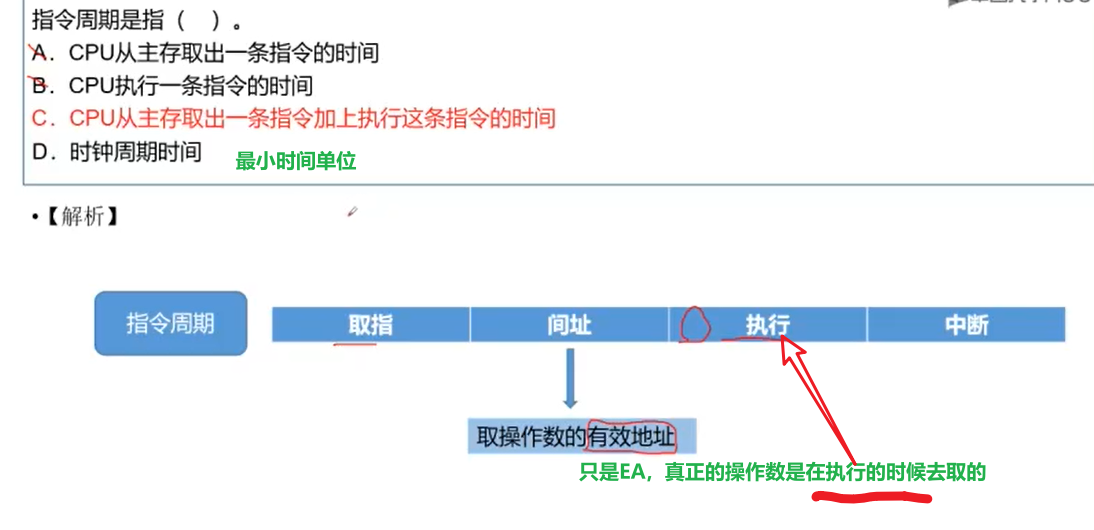 指令周期是指（　）。
A．CPU从主存取出一条指令的时间
B．CPU执行一条指令的时间
C．CPU从主存取出一条指令加上执行这条指令的时间
D．时钟周期时间
最小时间单位
•【解析】
指令周期 取指 间址 执行 中断
取操作数的有效地址
只是EA，真正的操作数是在执行的时候去取的